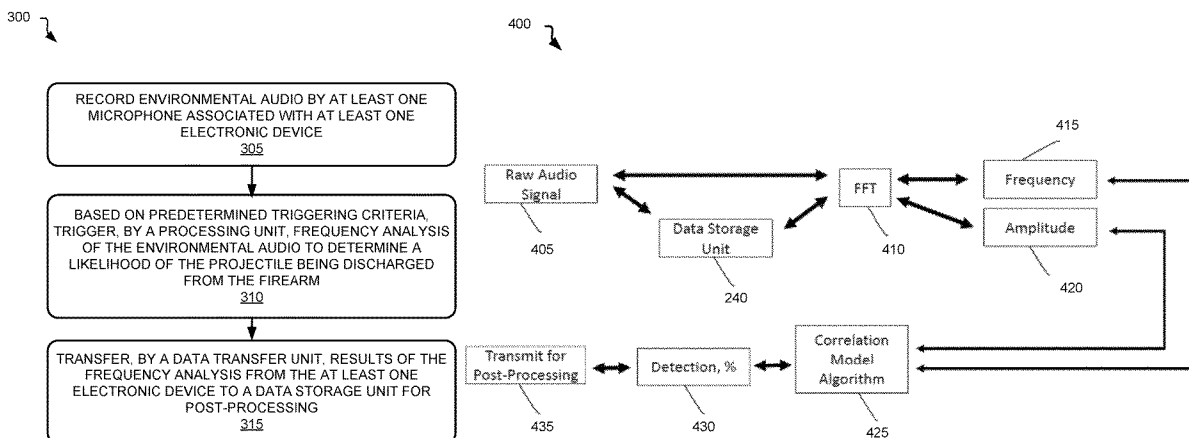 300
RECORD ENVIRONMENTAL AUDIO BY AT LEAST ONE
MICROPHONE ASSOCIATED WITH AT LEAST ONE
ELECTRONIC DEVICE
305
BASED ON PREDETERMINED TRIGGERING CRITERIA,
TRIGGER, BY A PROCESSING UNIT, FREQUENCY ANALYSIS
OF THE ENVIRONMENTAL AUDIO TO DETERMINE A
LIKELIHOOD OF THE PROJECTILE BEING DISCHARGED
FROM THE FIREARM
310
TRANSFER, BY A DATA TRANSFER UNIT, RESULTS OF THE
FREQUENCY ANALYSIS FROM THE AT LEAST ONE
ELECTRONIC DEVICE TO A DATA STORAGE UNIT FOR
POST-PROCESSING
315
400
Raw Audio
Signal
405
Data Storage
Unit
240
FFT
410
415
Frequency
Amplitude
420
Correlation
Model
Algorithm
425
Detection, %
430
Transmit for
Post-Processing
435